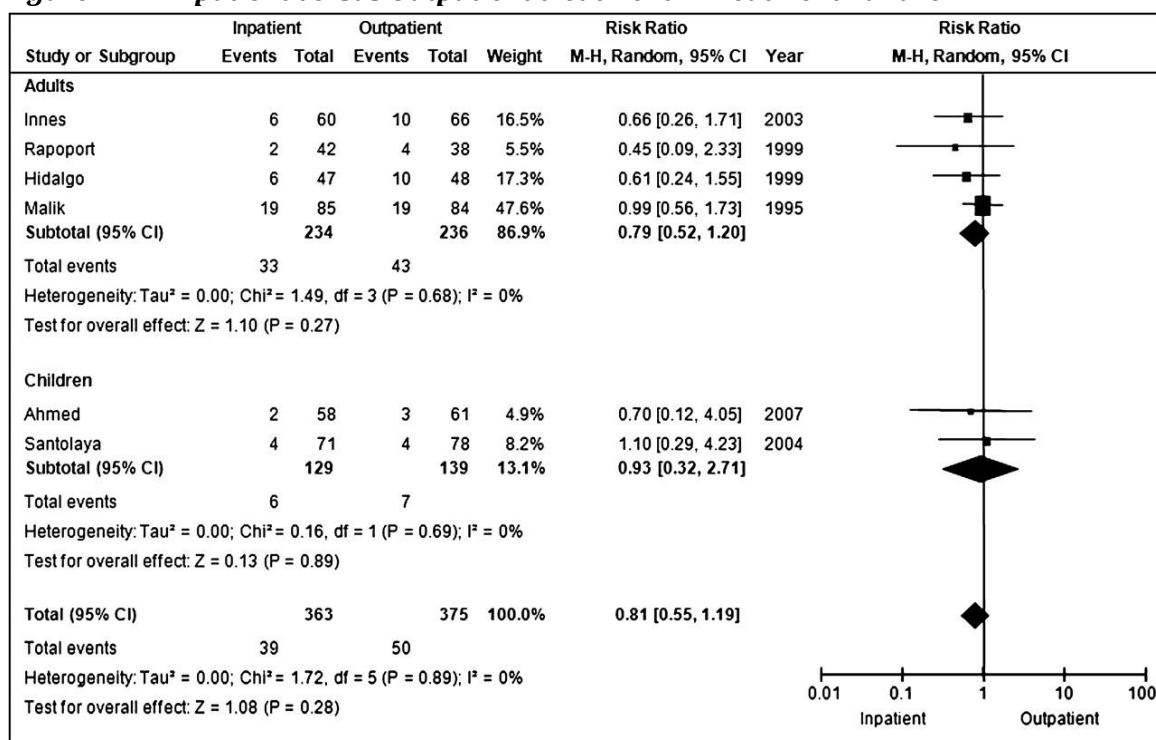 Inpatient Outpatient Risk Ratio Risk Ratio
Study or Subgroup Events Total Events Total Weight M-H, Random, 95% CI Year M-H, Random, 95% CI
Adults
Innes 6 60 10 66 16.5% 0.66 [0.26, 1.71] 2003
Rapoport 2 42 4 38 5.5% 0.45 [0.09, 2.33] 1999
Hidalgo 6 47 10 48 17.3% 0.61 [0.24, 1.55] 1999
Malik 19 85 19 84 47.6% 0.99 [0.56, 1.73] 1995
Subtotal (95% CI) 234 236 86.9% 0.79 [0.52, 1.20]
Total events 33 43
Heterogeneity: Tau² = 0.00; Chi² = 1.49, df = 3 (P = 0.68); I² = 0%
Test for overall effect: Z = 1.10 (P = 0.27)
Children
Ahmed 2 58 3 61 4.9% 0.70 [0.12, 4.05] 2007
Santolaya 4 71 4 78 8.2% 1.10 [0.29, 4.23] 2004
Subtotal (95% CI) 129 139 13.1% 0.93 [0.32, 2.71]
Total events 6 7
Heterogeneity: Tau² = 0.00; Chi² = 0.16, df = 1 (P = 0.69); I² = 0%
Test for overall effect: Z = 0.13 (P = 0.89)
Total (95% CI) 363 375 100.0% 0.81 [0.55, 1.19]
Total events 39 50
Heterogeneity: Tau² = 0.00; Chi² = 1.72, df = 5 (P = 0.89); I² = 0%
Test for overall effect: Z = 1.08 (P = 0.28)
0.01 0.1 1 10 100
Inpatient Outpatient